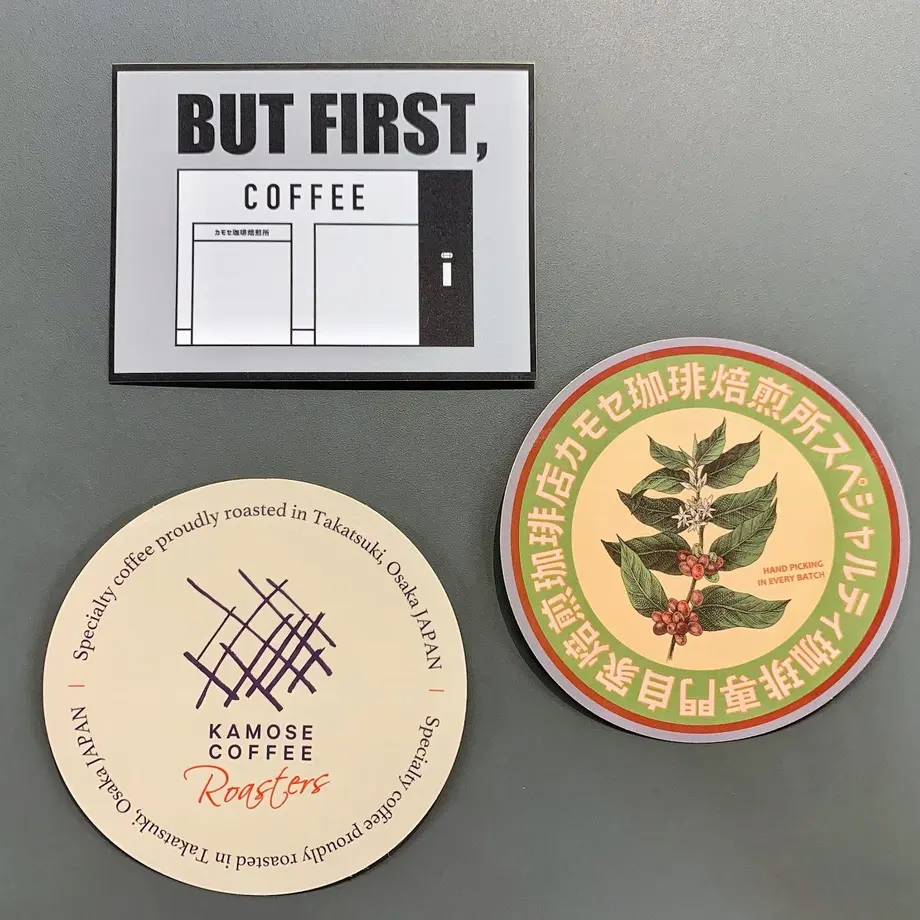 BUT FIRST,
COFFEE
カモセ珈琲焙煎所
カモセ珈琲焙煎所スペシャルティ珈琲専門自家焙煎珈琲店
HAND PICKING
IN EVERY BATCH
Specialty coffee proudly roasted in Takatsuki, Osaka JAPAN
|
Specialty coffee proudly roasted in Takatsuki, Osaka JAPAN
|
KAMOSE
COFFEE
Roasters